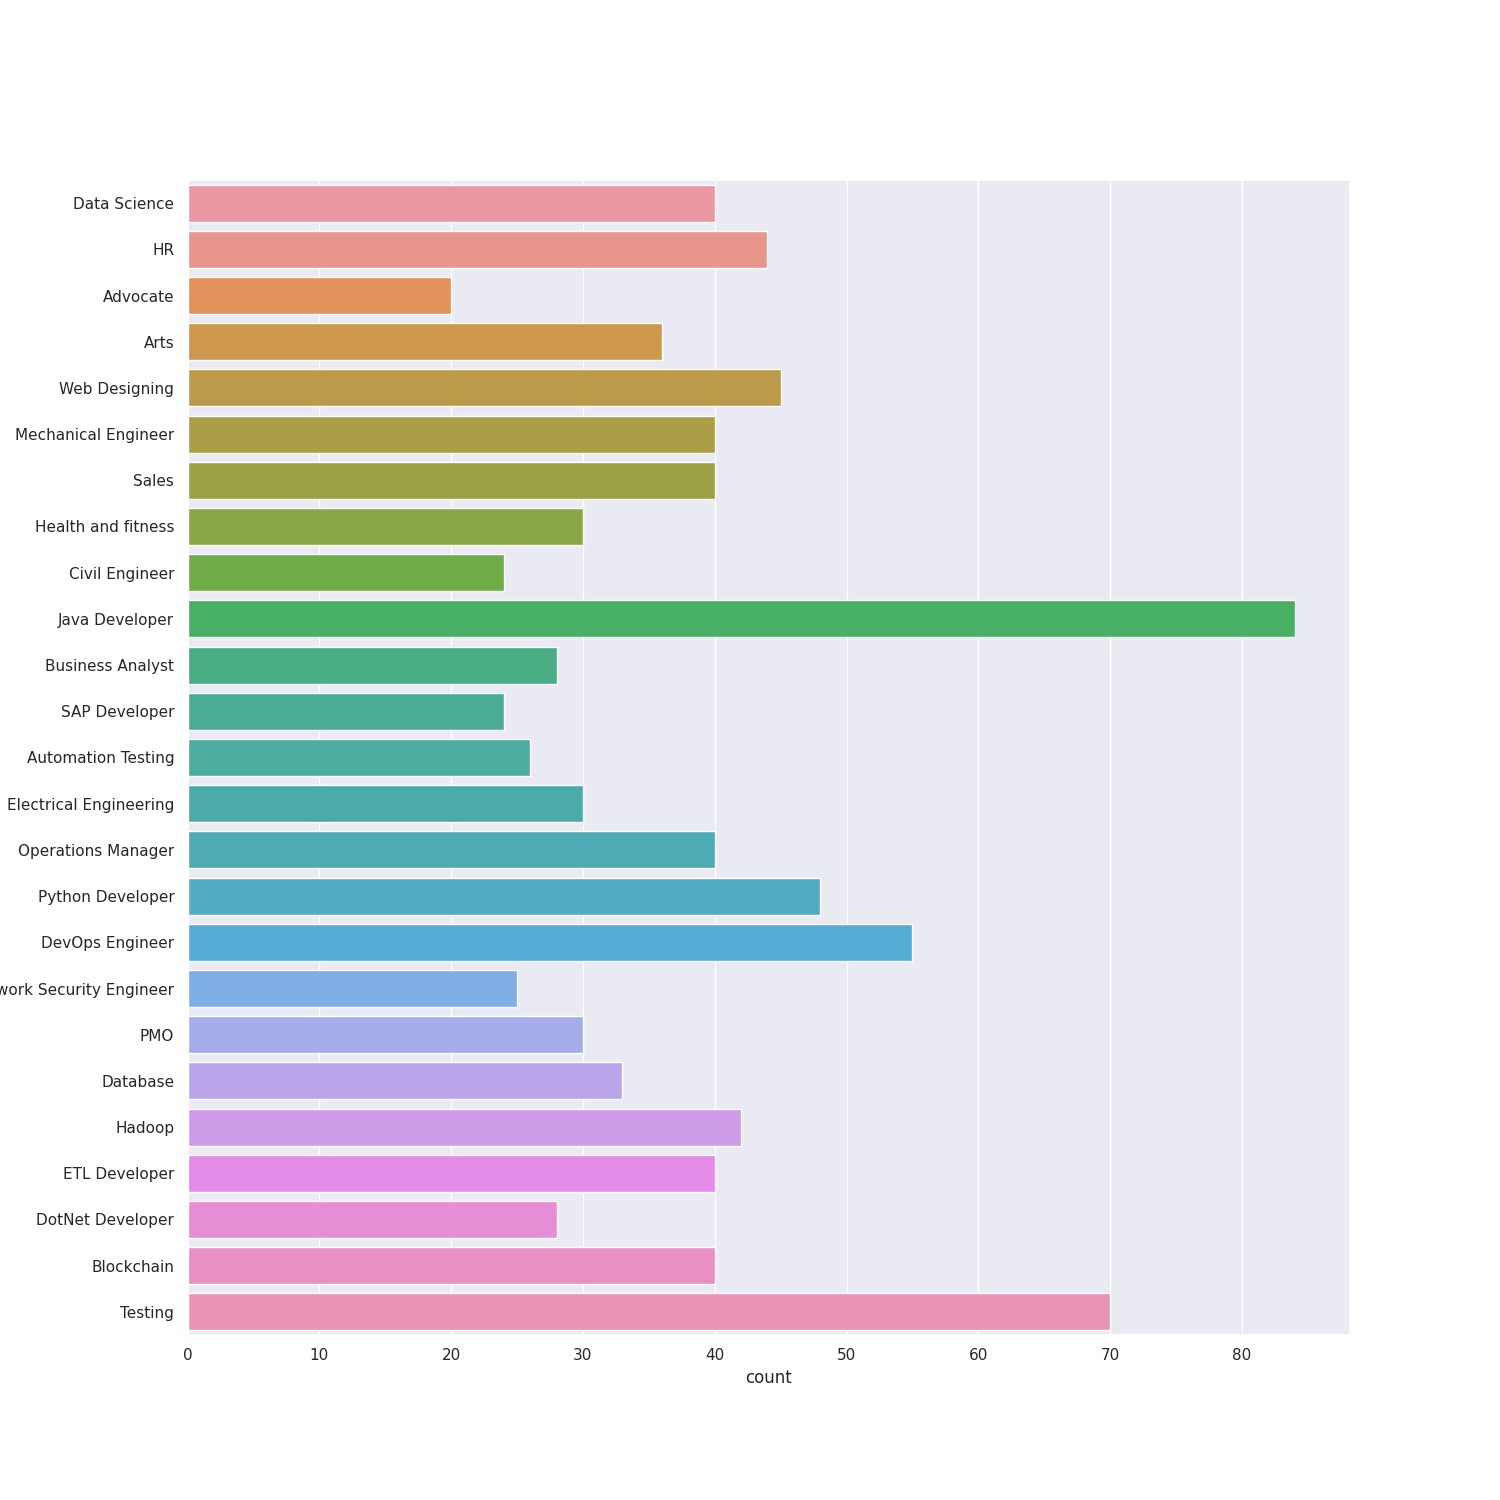 Data Science
HR
Advocate
Arts
Web Designing
Mechanical Engineer
Sales
Health and fitness
Civil Engineer
Java Developer
Business Analyst
SAP Developer
Automation Testing
Electrical Engineering
Operations Manager
Python Developer
DevOps Engineer
work Security Engineer
PMO
Database
Hadoop
ETL Developer
DotNet Developer
Blockchain
Testing
0 10 20 30 40 50 60 70 80
count